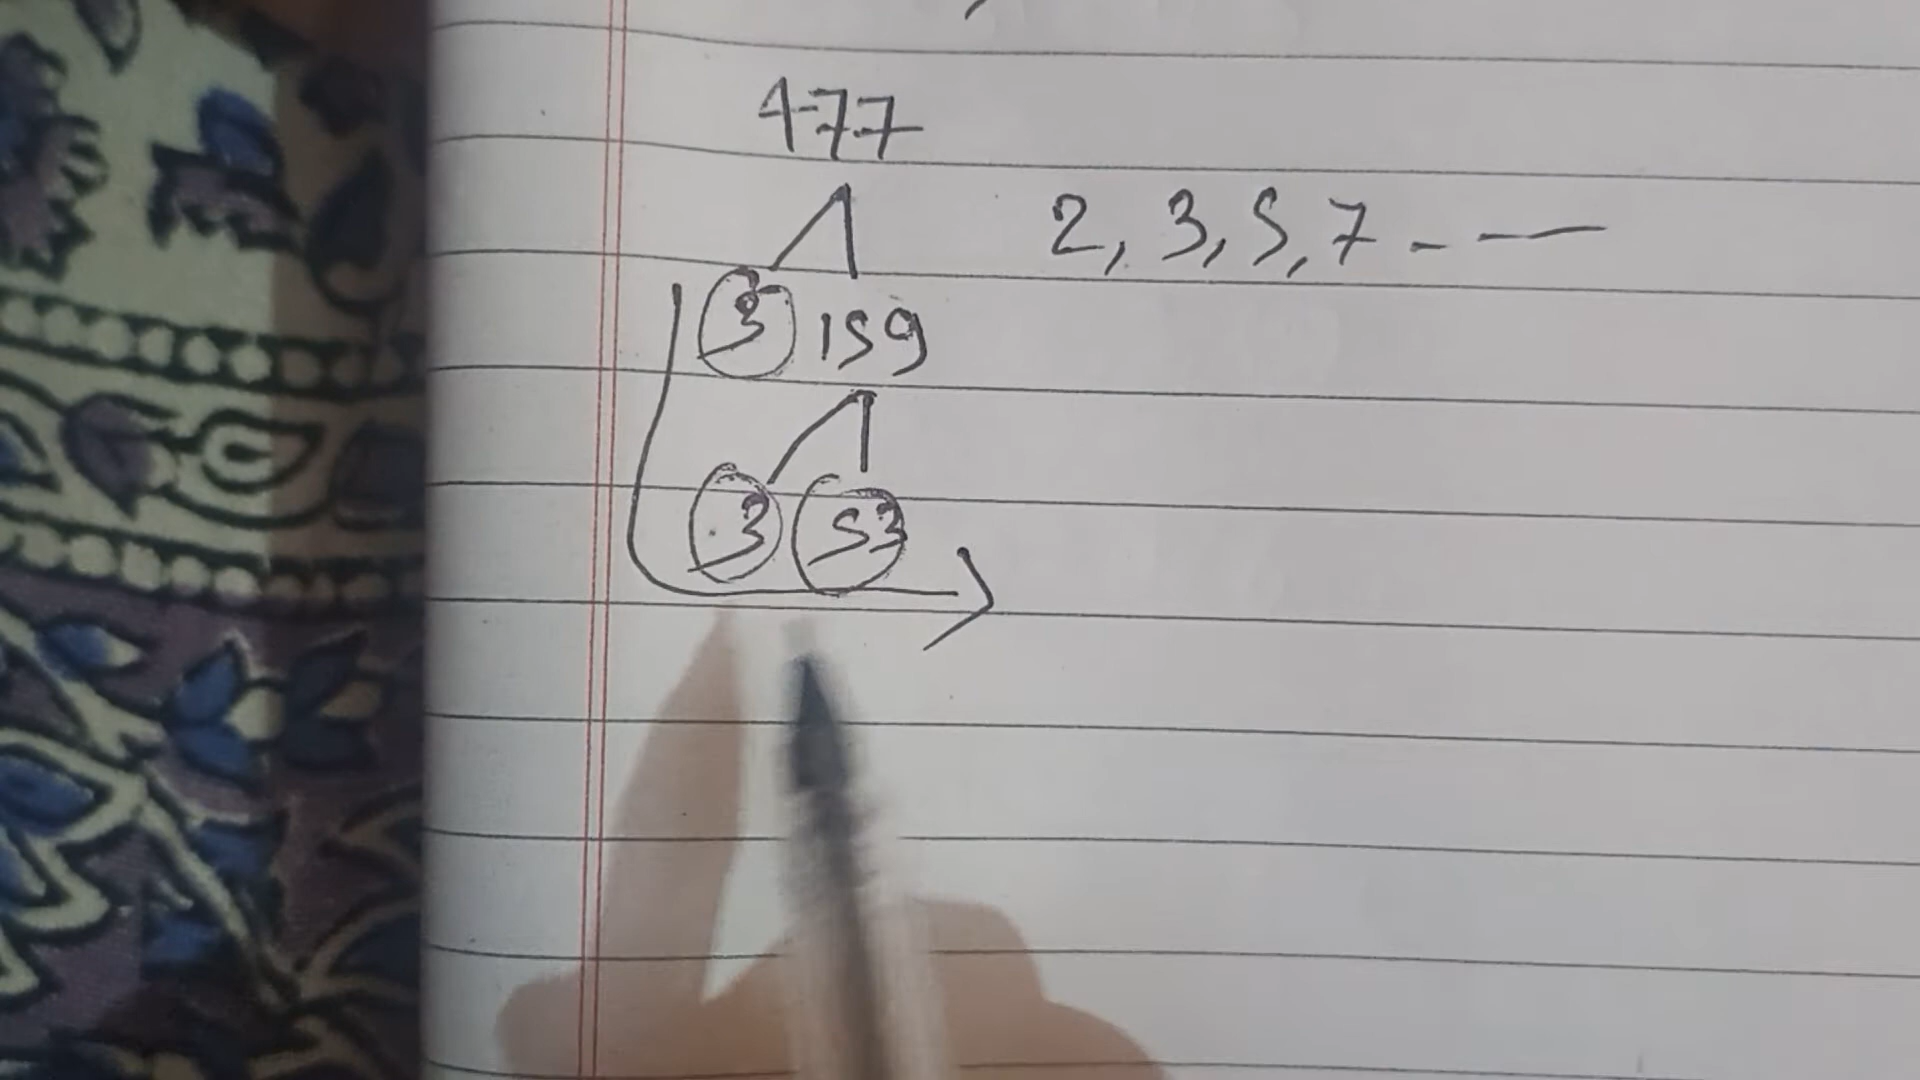 477
2, 3, 5, 7 - —
3 159
3 53